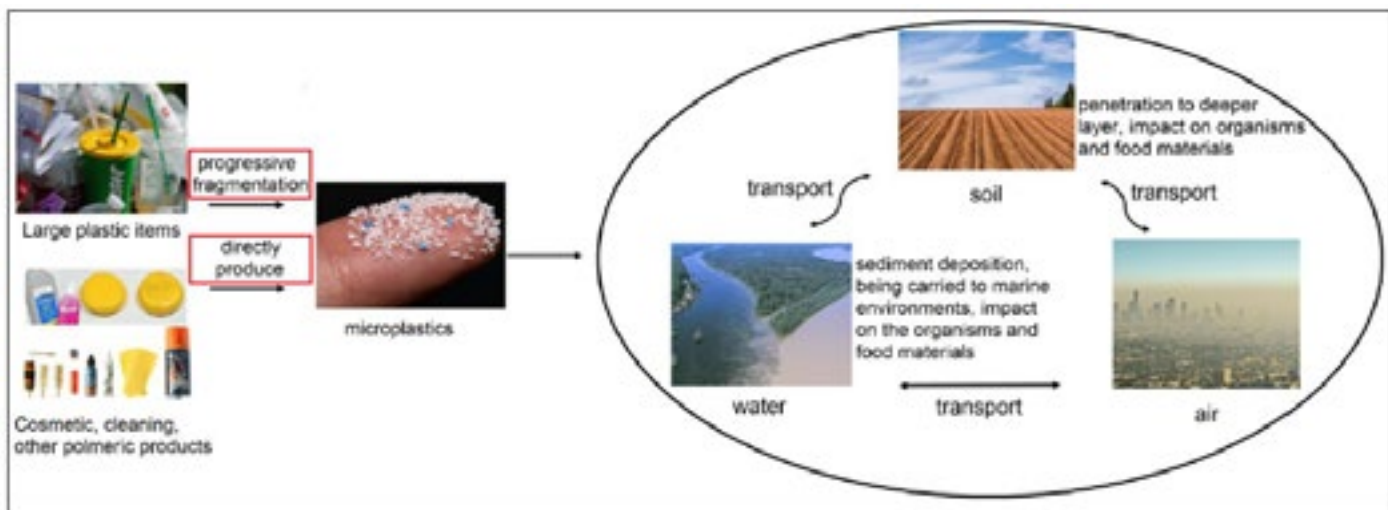 progressive
fragmentation
Large plastic items
directly
produce
microplastics
Cosmetic, cleaning,
other polmeric products
penetration to deeper
layer, impact on organisms
and food materials
transport
soil
transport
sediment deposition,
being carried to marine
environments, impact
on the organisms and
food materials
water
transport
air